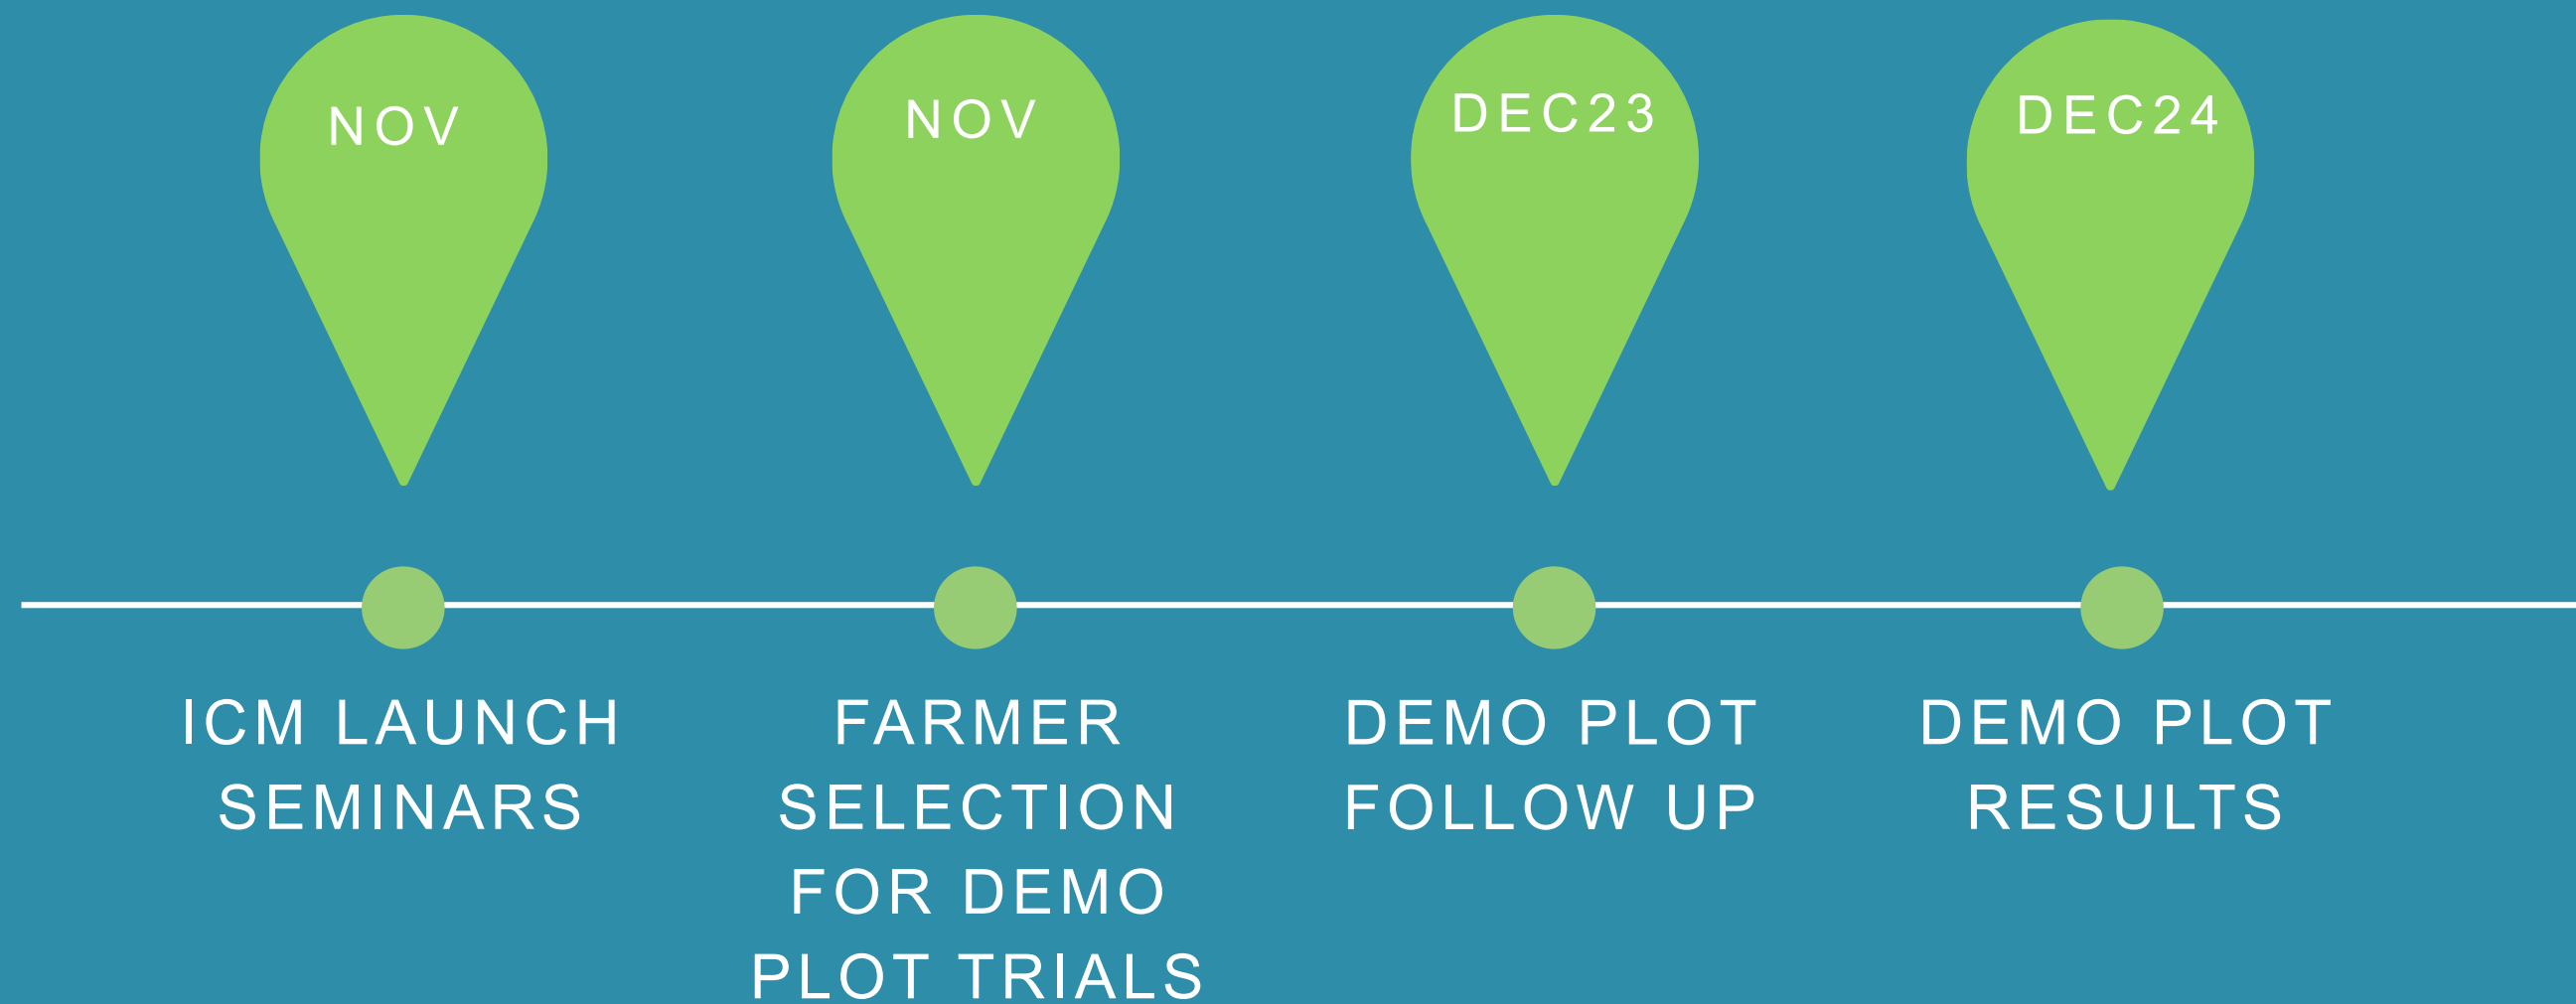 NOV
NOV
DEC23
DEC24
ICM LAUNCH
SEMINARS
FARMER
SELECTION
FOR DEMO
PLOT TRIALS
DEMO PLOT
FOLLOW UP
DEMO PLOT
RESULTS